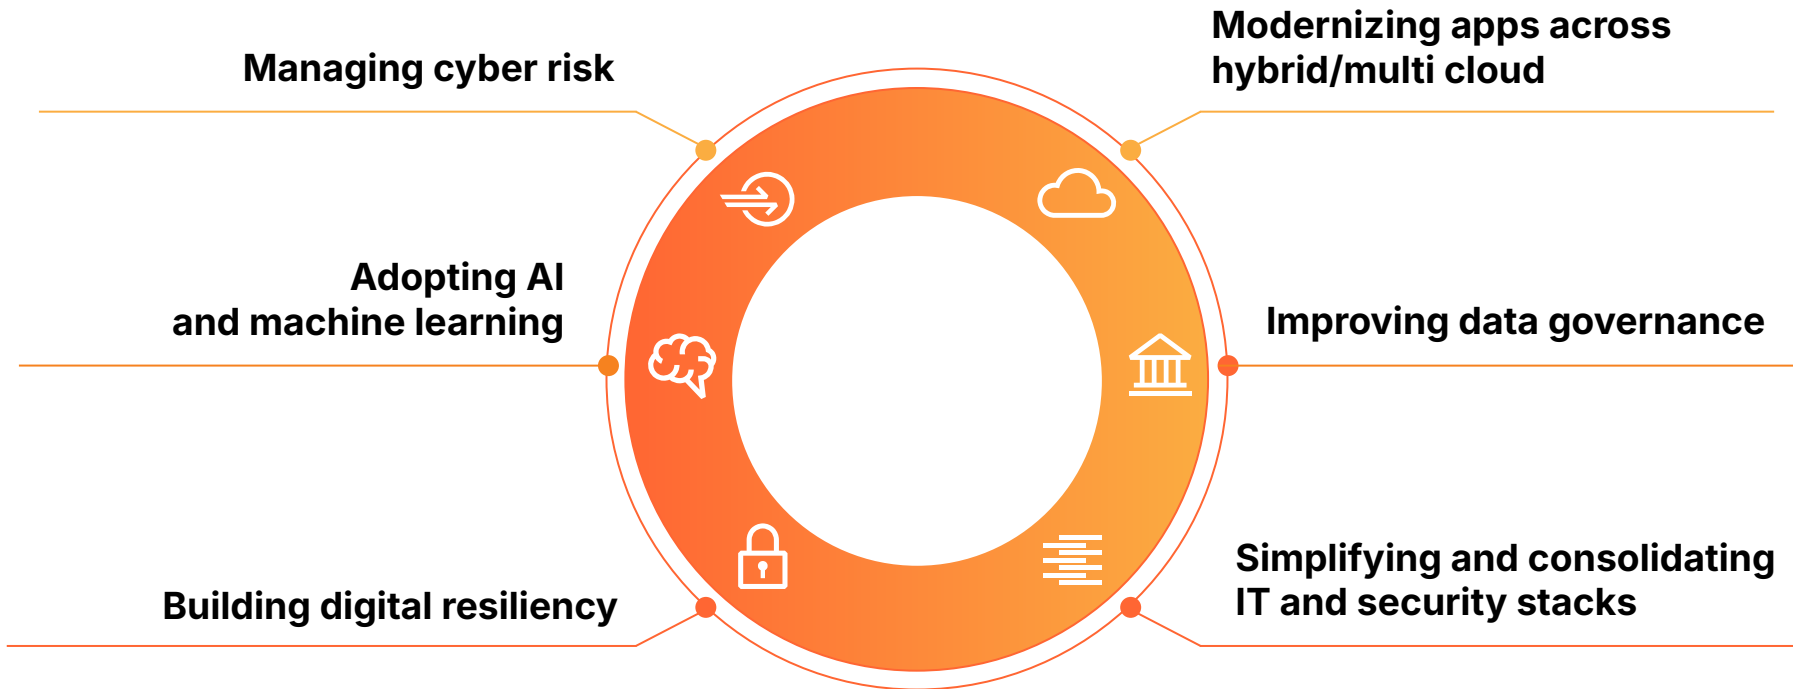 Managing cyber risk
Modernizing apps across
hybrid/multi cloud
Adopting AI
and machine learning
Improving data governance
Building digital resiliency
Simplifying and consolidating
IT and security stacks